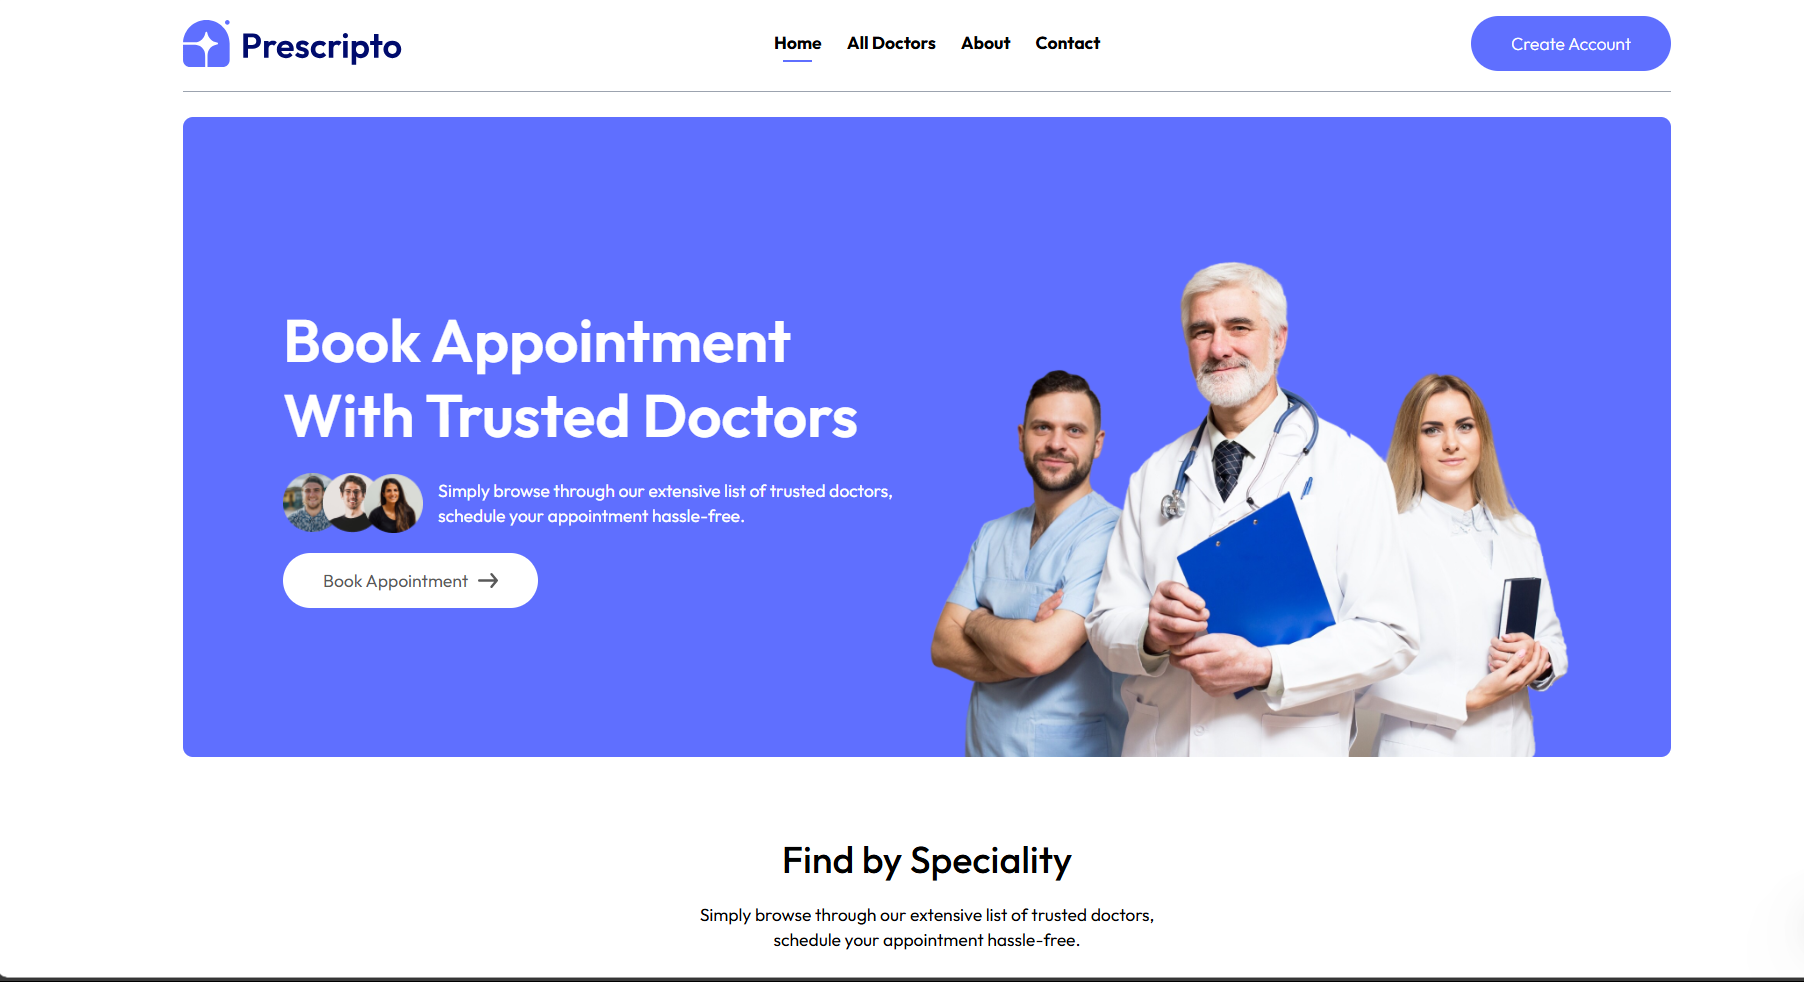 Prescripto
Home
All Doctors
About
Contact
Create Account
Book Appointment
With Trusted Doctors
Simply browse through our extensive list of trusted doctors,
schedule your appointment hassle-free.
Book Appointment
Find by Speciality
Simply browse through our extensive list of trusted doctors,
schedule your appointment hassle-free.